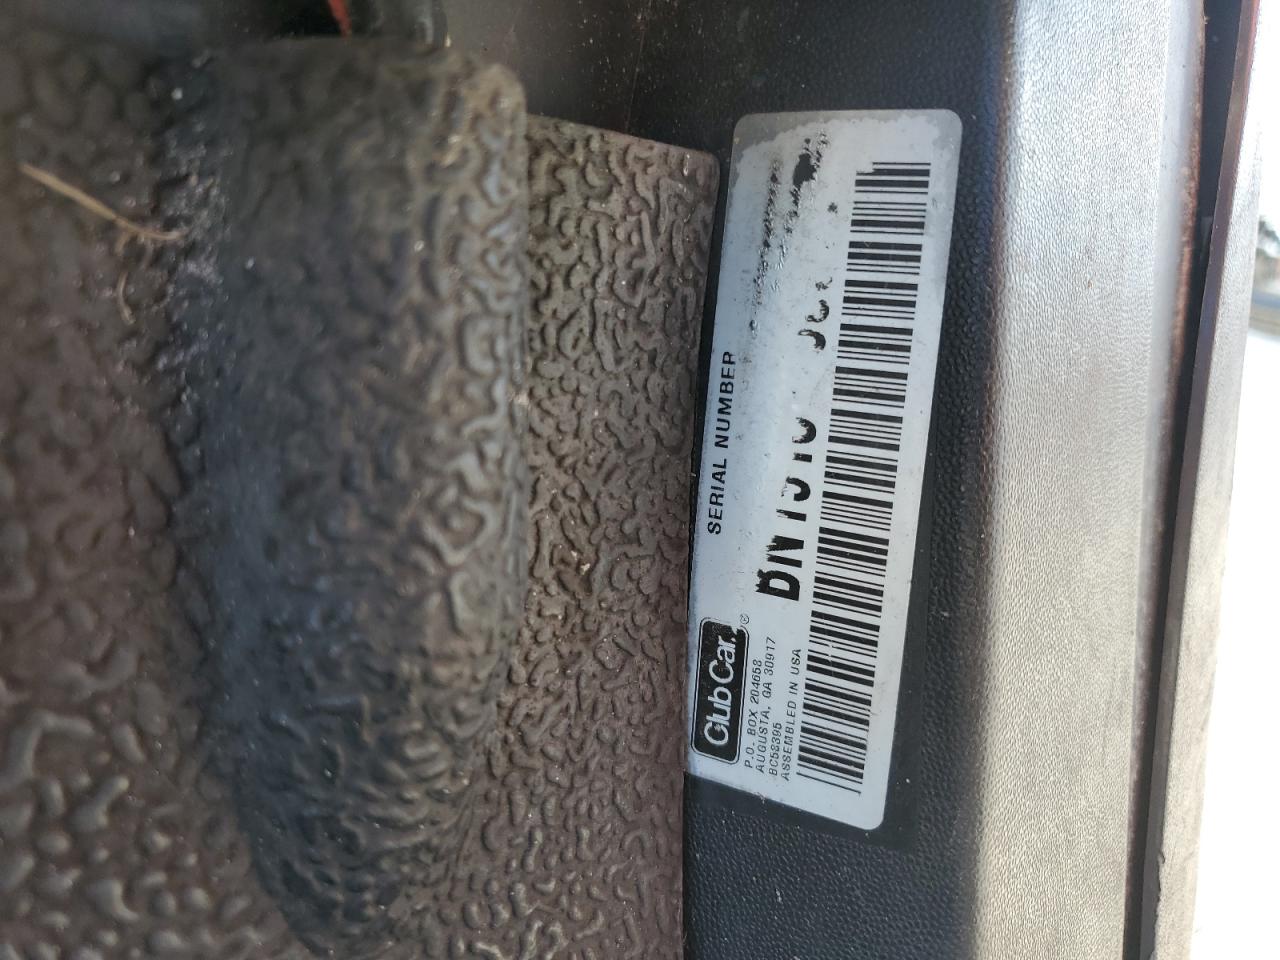 Club Car®
SERIAL NUMBER
P.O. BOX 204658
AUGUSTA, GA 30917
BC58395
ASSEMBLED IN USA